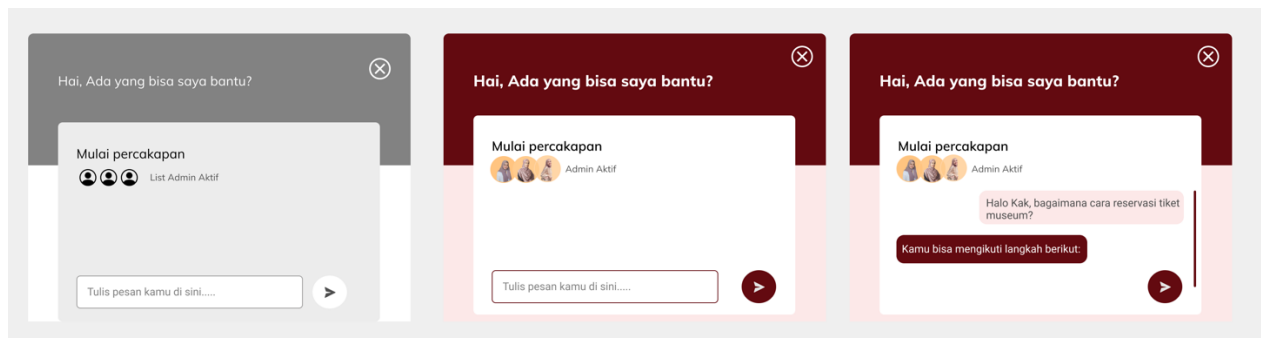 Hai, Ada yang bisa saya bantu?
Mulai percakapan
List Admin Aktif
Tulis pesan kamu di sini.....
Hai, Ada yang bisa saya bantu?
Mulai percakapan
Admin Aktif
Tulis pesan kamu di sini.....
Hai, Ada yang bisa saya bantu?
Mulai percakapan
Admin Aktif
Halo Kak, bagaimana cara reservasi tiket
museum?
Kamu bisa mengikuti langkah berikut: